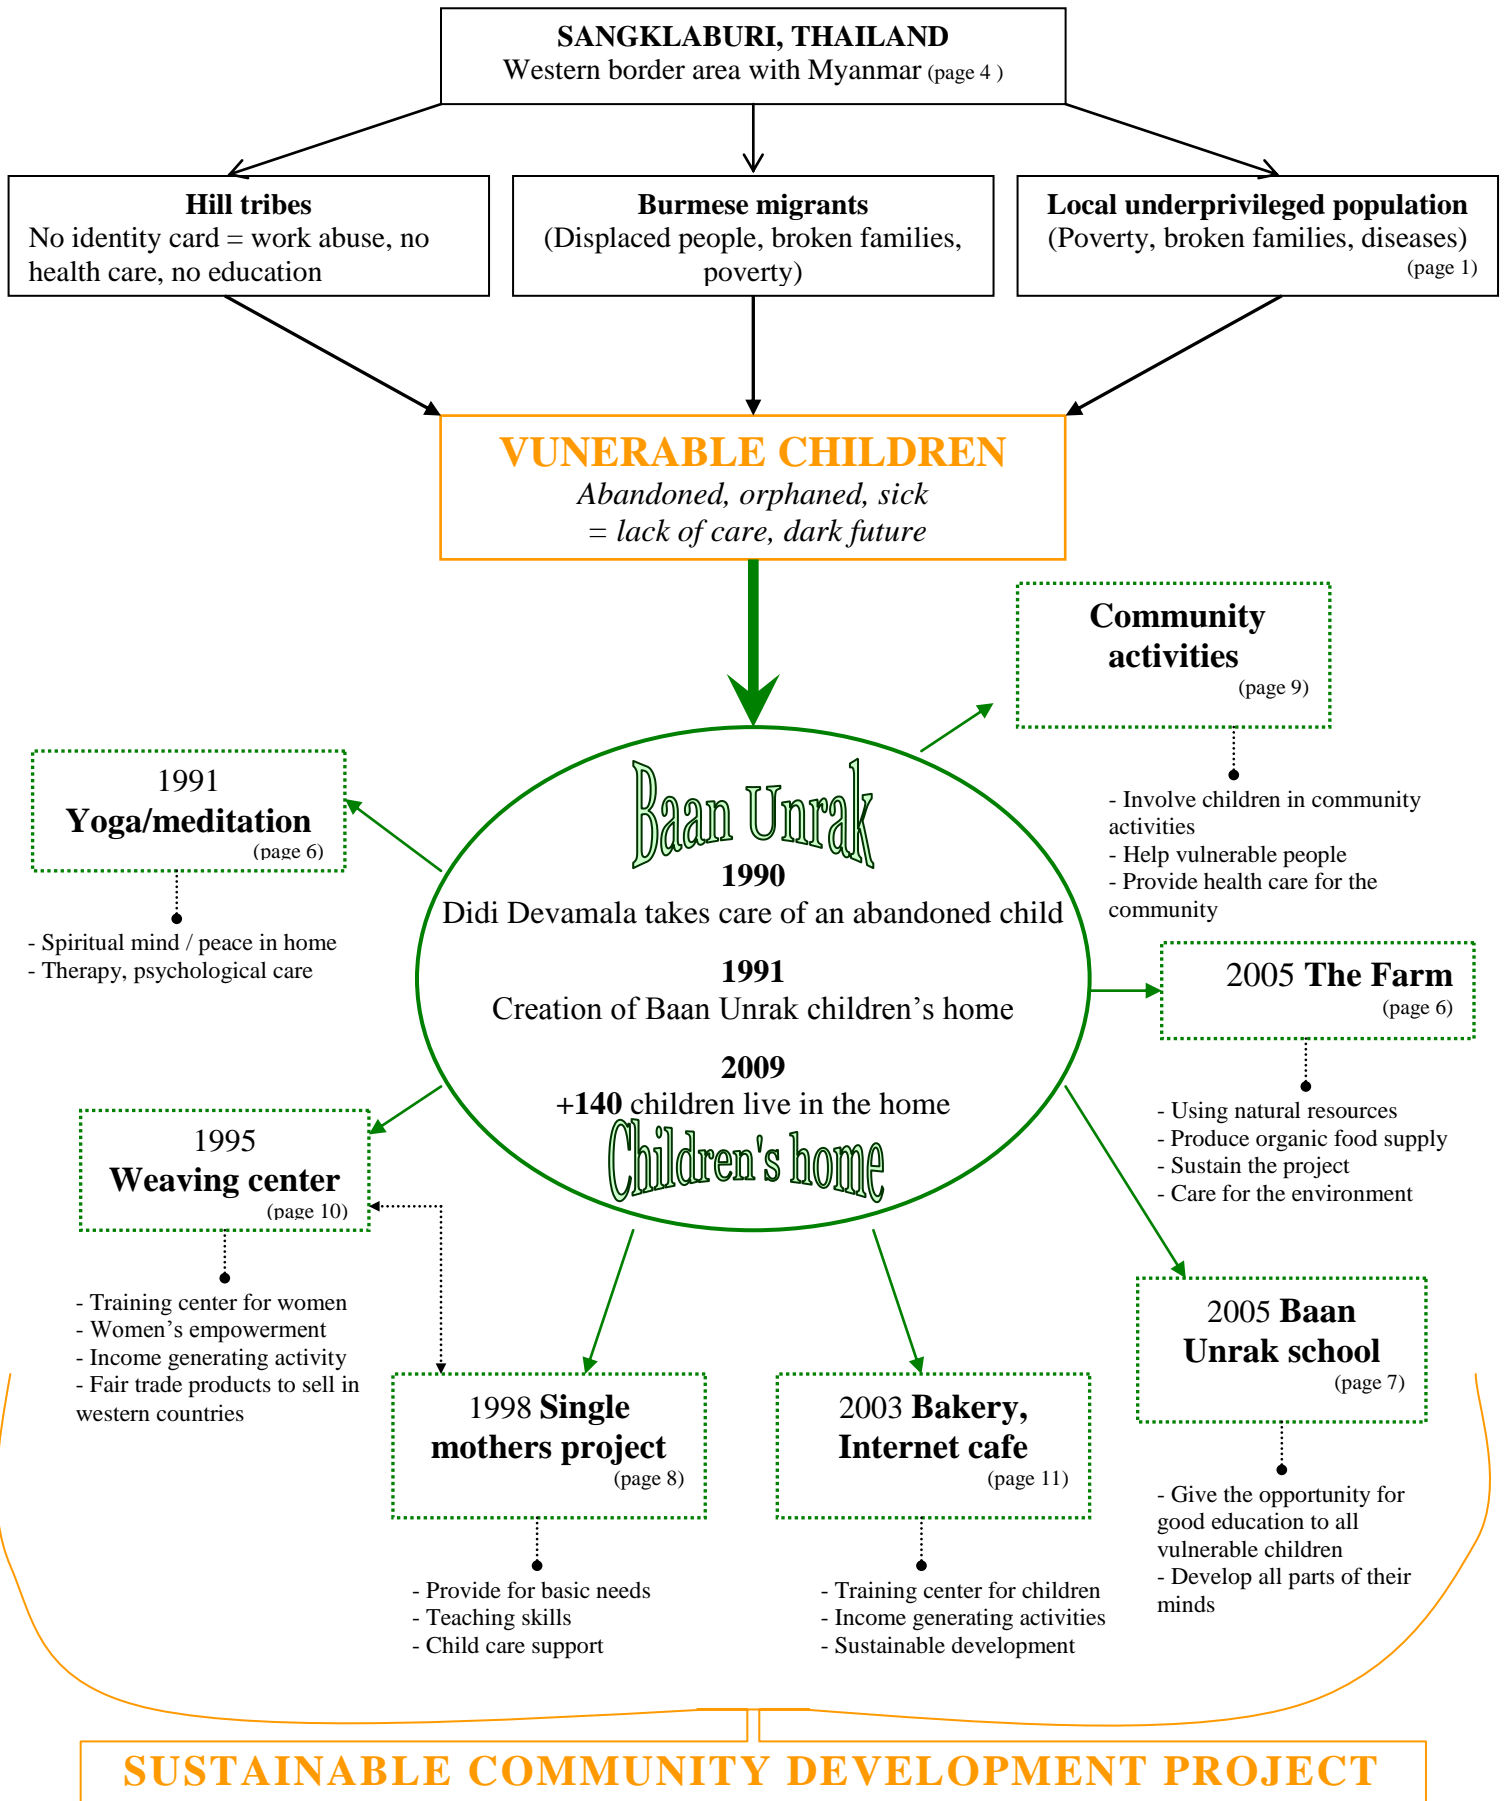 SANGKLABURI, THAILAND
Western border area with Myanmar (page 4 )
Hill tribes
No identity card = work abuse, no
health care, no education
Burmese migrants
(Displaced people, broken families,
poverty)
Local underprivileged population
(Poverty, broken families, diseases)
(page 1)
VUNERABLE CHILDREN
Abandoned, orphaned, sick
= lack of care, dark future
Community
activities
(page 9)
- Involve children in community
activities
- Help vulnerable people
- Provide health care for the
community
1991
Yoga/meditation
(page 6)
- Spiritual mind / peace in home
- Therapy, psychological care
Baan Unrak
1990
Didi Devamala takes care of an abandoned child
1991
Creation of Baan Unrak children’s home
2009
+140 children live in the home
Children's home
2005 The Farm
(page 6)
- Using natural resources
- Produce organic food supply
- Sustain the project
- Care for the environment
1995
Weaving center
(page 10)
- Training center for women
- Women’s empowerment
- Income generating activity
- Fair trade products to sell in
western countries
1998 Single
mothers project
(page 8)
- Provide for basic needs
- Teaching skills
- Child care support
2003 Bakery,
Internet cafe
(page 11)
- Training center for children
- Income generating activities
- Sustainable development
2005 Baan
Unrak school
(page 7)
- Give the opportunity for
good education to all
vulnerable children
- Develop all parts of their
minds
SUSTAINABLE COMMUNITY DEVELOPMENT PROJECT